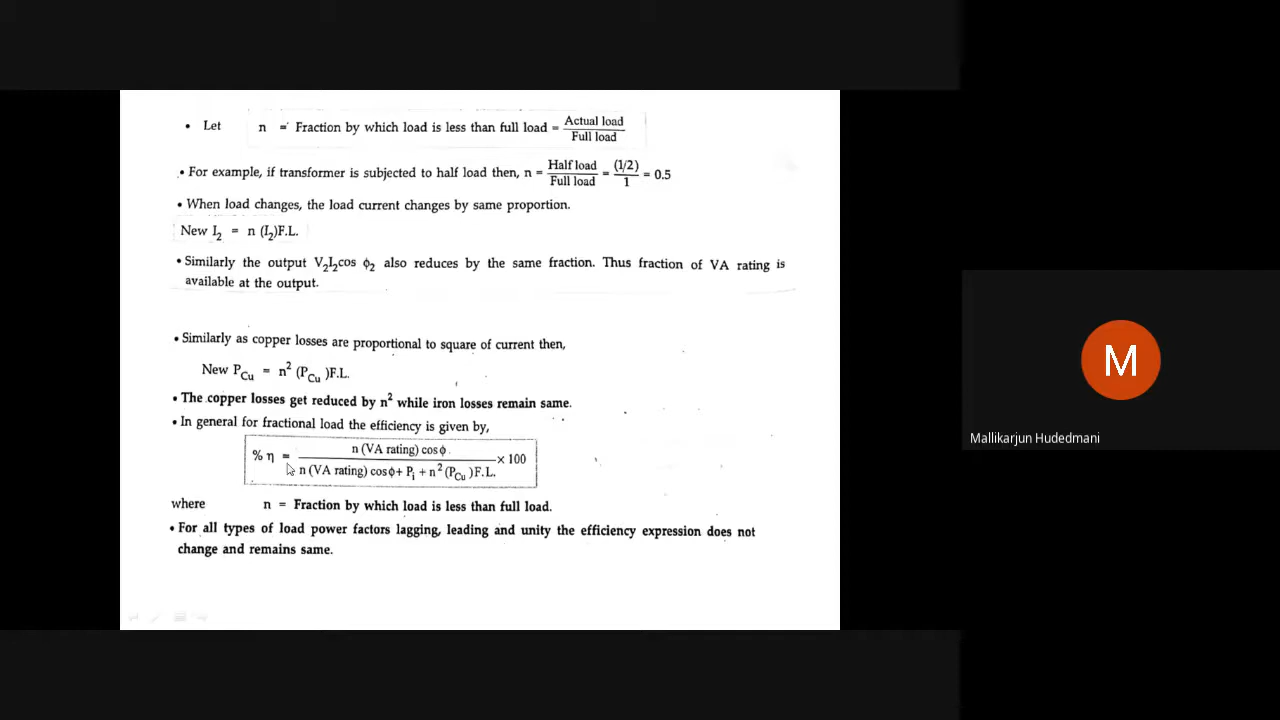 • Let n = Fraction by which load is less than full load = Actual load / Full load
• For example, if transformer is subjected to half load then, n = Half load / Full load = (1/2) / 1 = 0.5
• When load changes, the load current changes by same proportion.
New I₂ = n (I₂)F.L.
• Similarly the output V₂I₂cos ϕ₂ also reduces by the same fraction. Thus fraction of VA rating is
available at the output.
• Similarly as copper losses are proportional to square of current then,
New P_Cu = n² (P_Cu )F.L.
• The copper losses get reduced by n² while iron losses remain same.
• In general for fractional load the efficiency is given by,
% η = n (VA rating) cos ϕ / n (VA rating) cos ϕ + P_i + n² (P_Cu )F.L. × 100
where n = Fraction by which load is less than full load.
• For all types of load power factors lagging, leading and unity the efficiency expression does not
change and remains same.
M
Mallikarjun Hudedmani